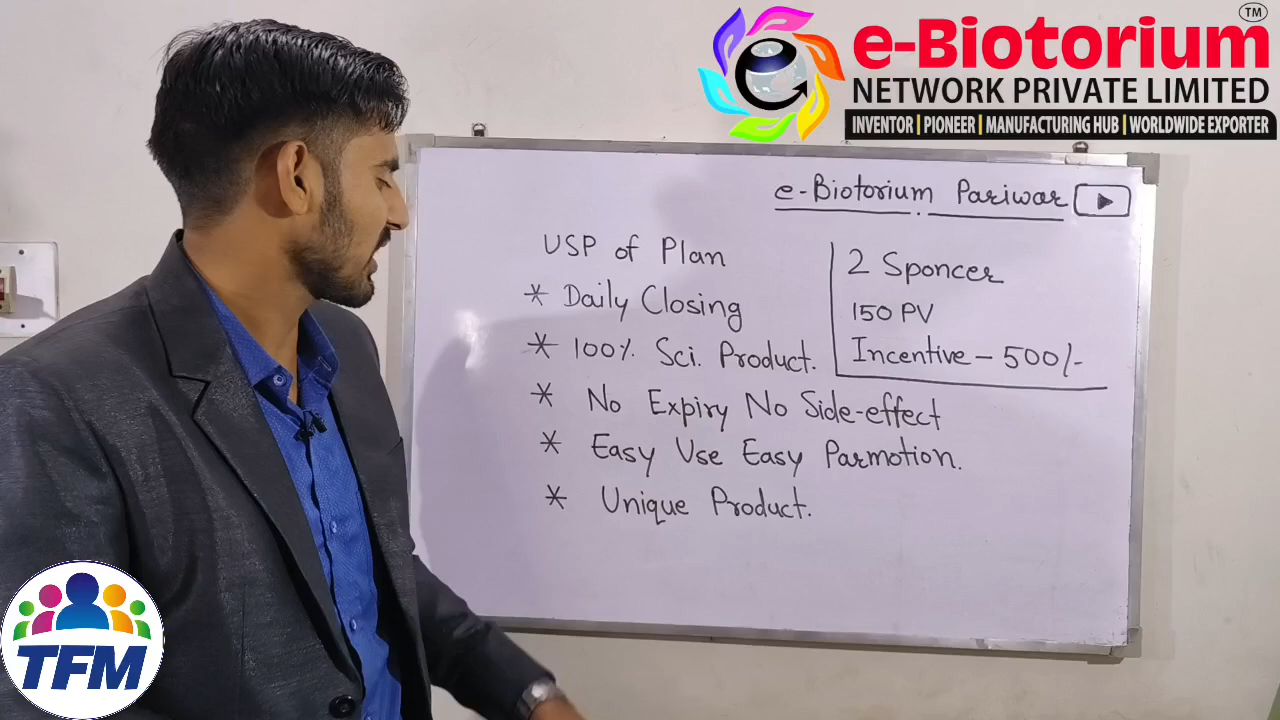 TM
e-Biotorium
NETWORK PRIVATE LIMITED
INVENTOR | PIONEER | MANUFACTURING HUB | WORLDWIDE EXPORTER
e-Biotorium Pariwar
USP of Plan
* Daily Closing
* 100% Sci. Product.
* No Expiry No Side-effect
* Easy Use Easy Parmotion.
* Unique Product.
2 Sponcer
150 PV
Incentive - 500/-
TFM